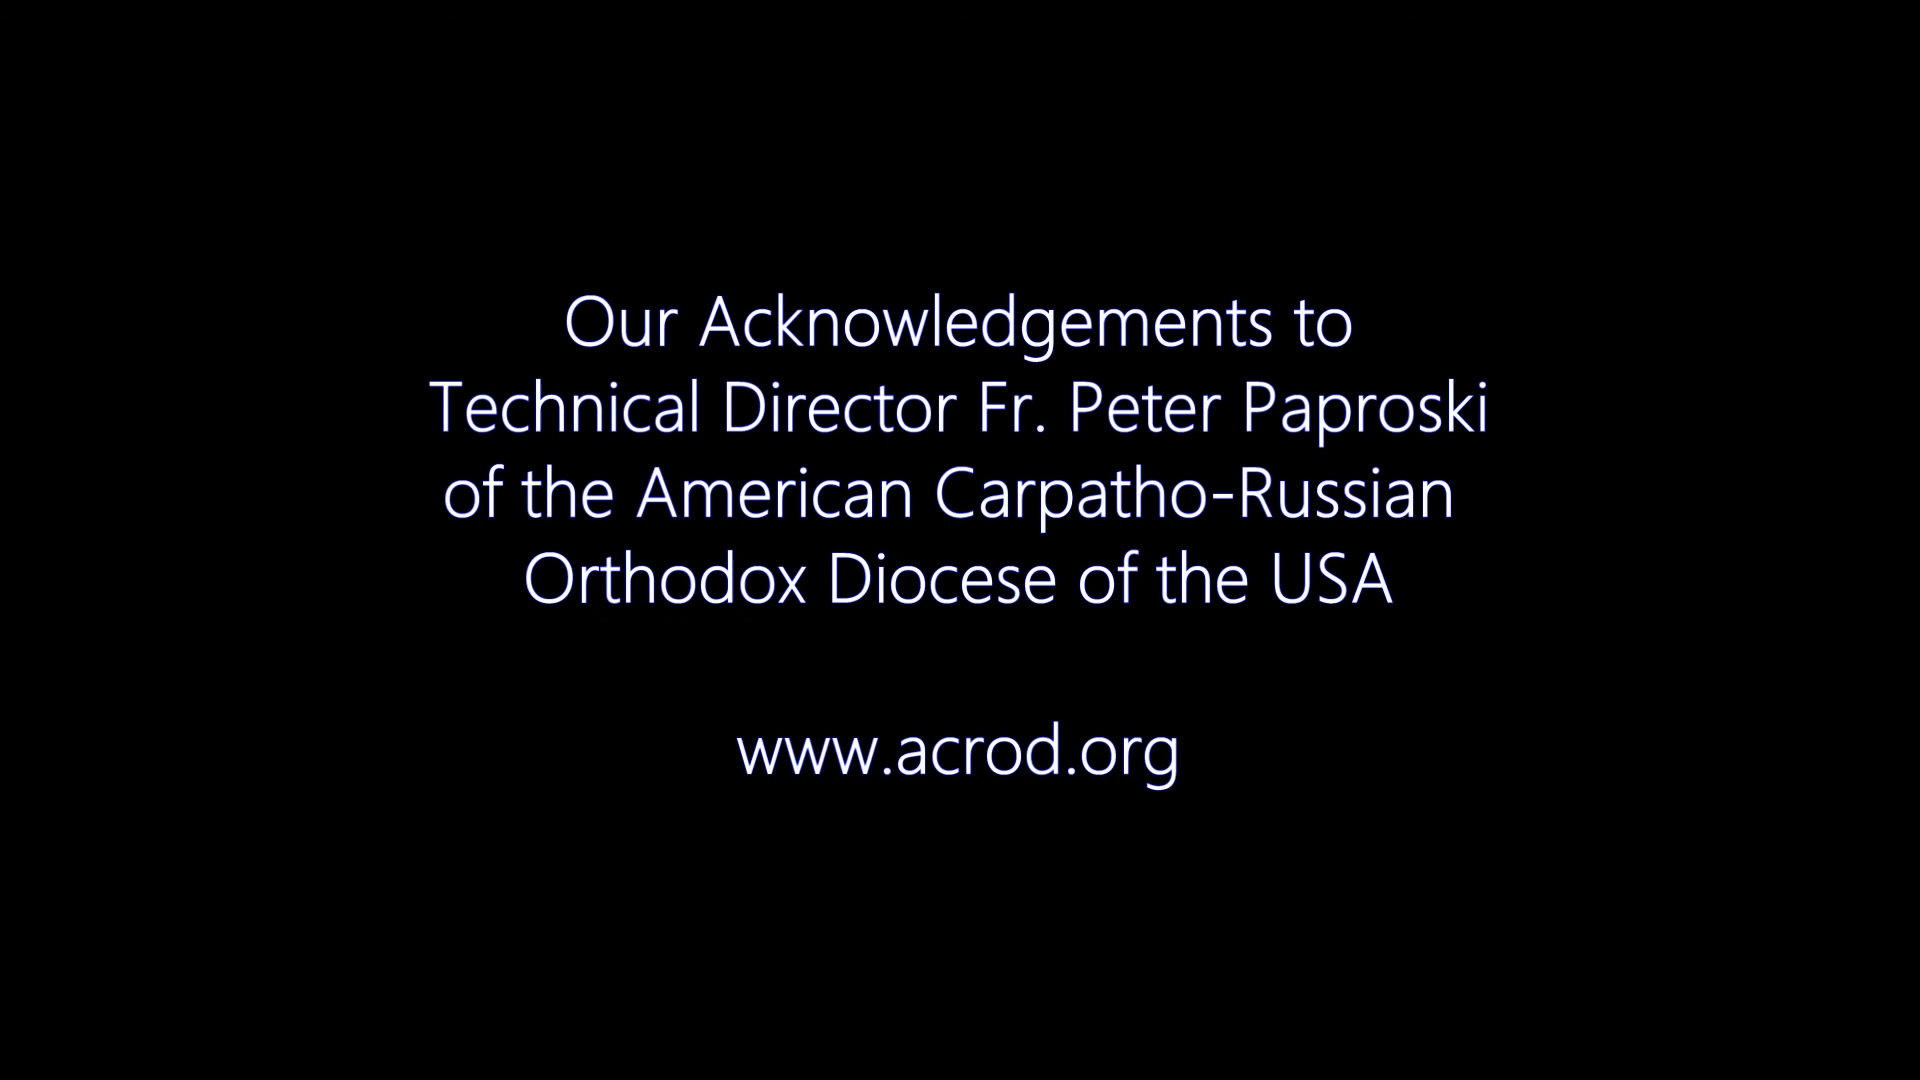 Our Acknowledgements to
Technical Director Fr. Peter Paproski
of the American Carpatho-Russian
Orthodox Diocese of the USA
www.acrod.org